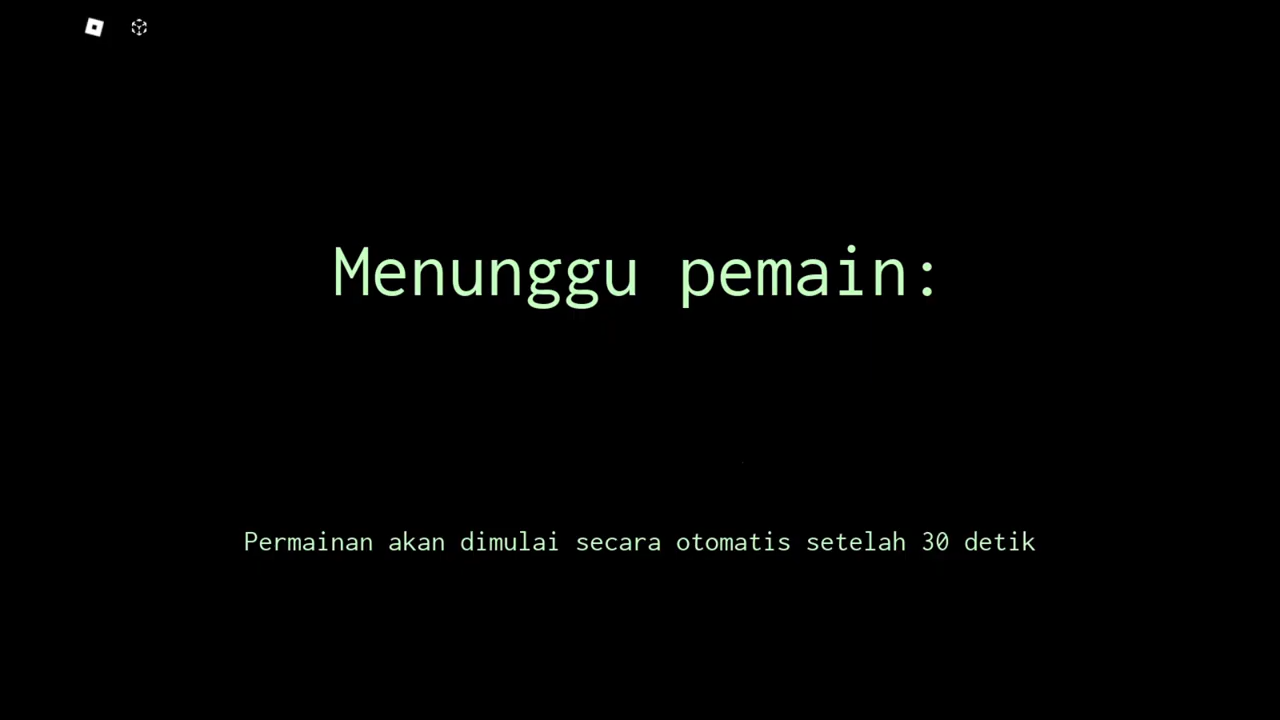 Menunggu pemain:
Permainan akan dimulai secara otomatis setelah 30 detik